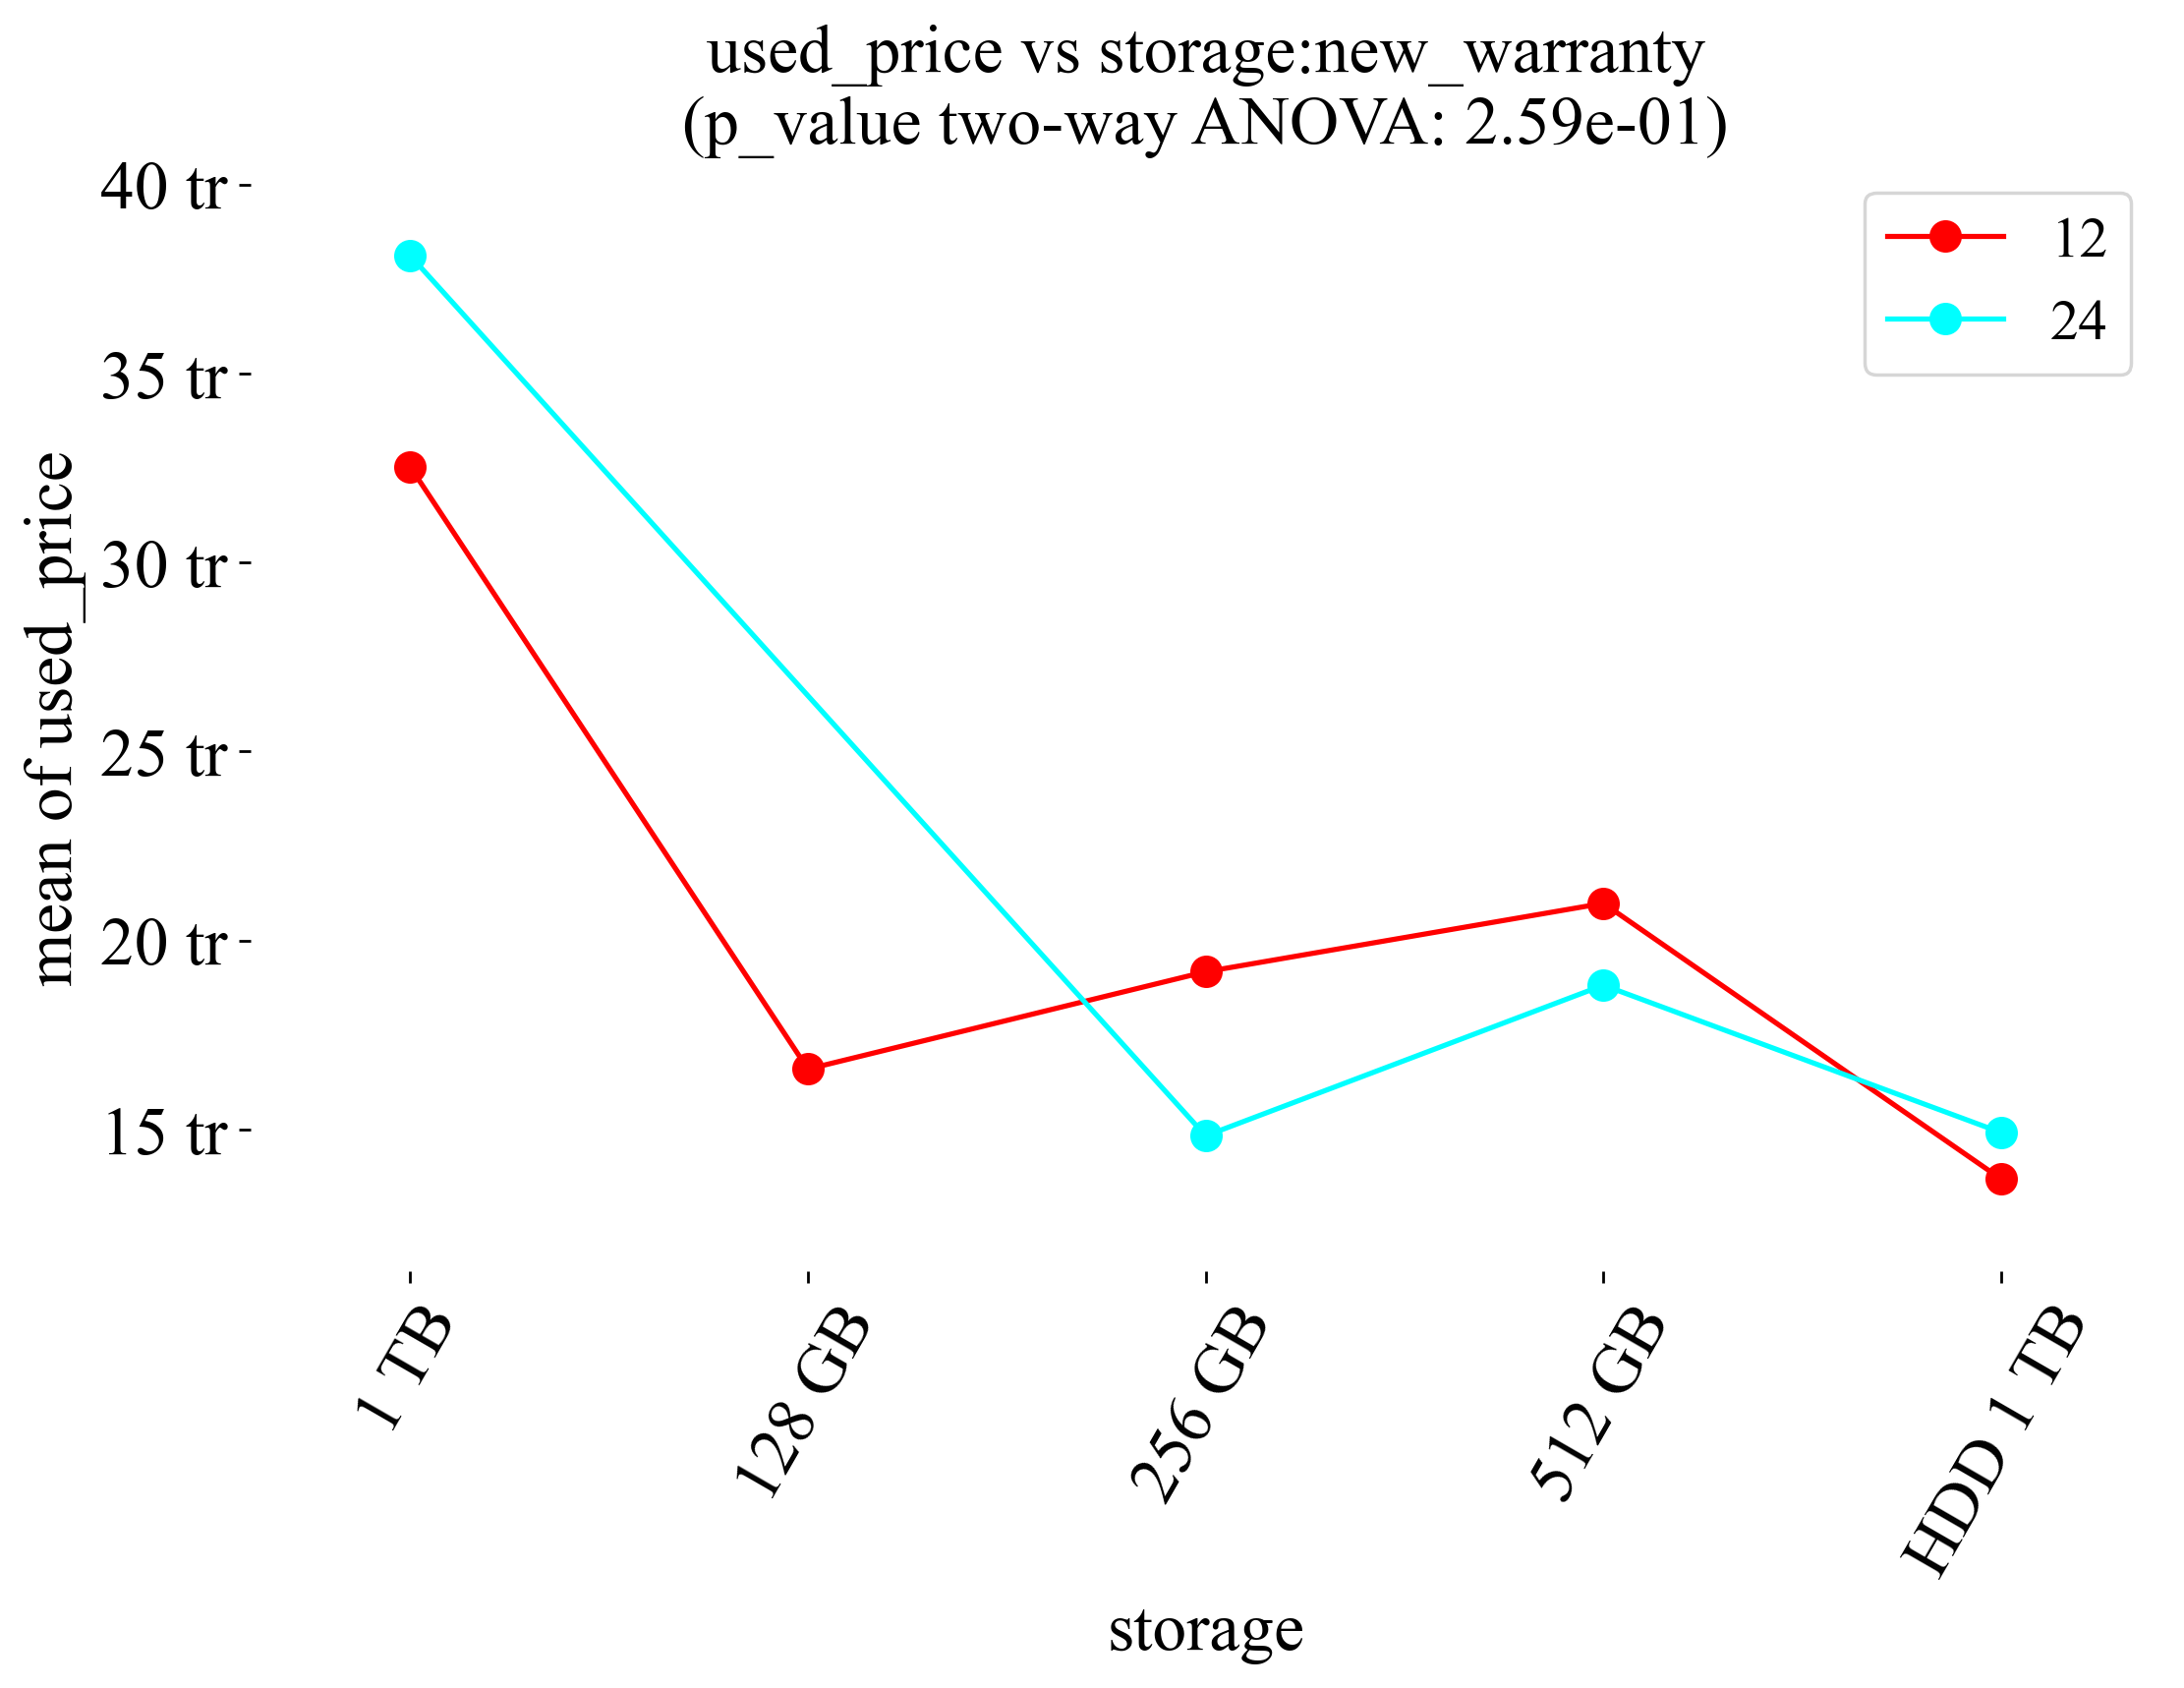 used_price vs storage:new_warranty
(p_value two-way ANOVA: 2.59e-01)
40 tr
35 tr
30 tr
25 tr
20 tr
15 tr
mean of used_price
12
24
1 TB
128 GB
256 GB
512 GB
HDD 1 TB
storage